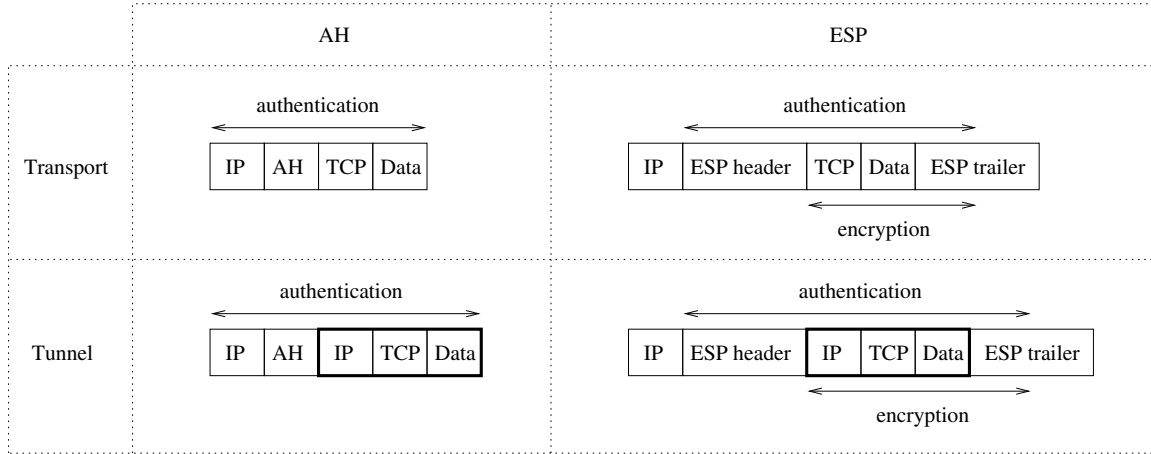 AH ESP
authentication authentication
Transport IP AH TCP Data IP ESP header TCP Data ESP trailer
encryption
authentication authentication
Tunnel IP AH IP TCP Data IP ESP header IP TCP Data ESP trailer
encryption